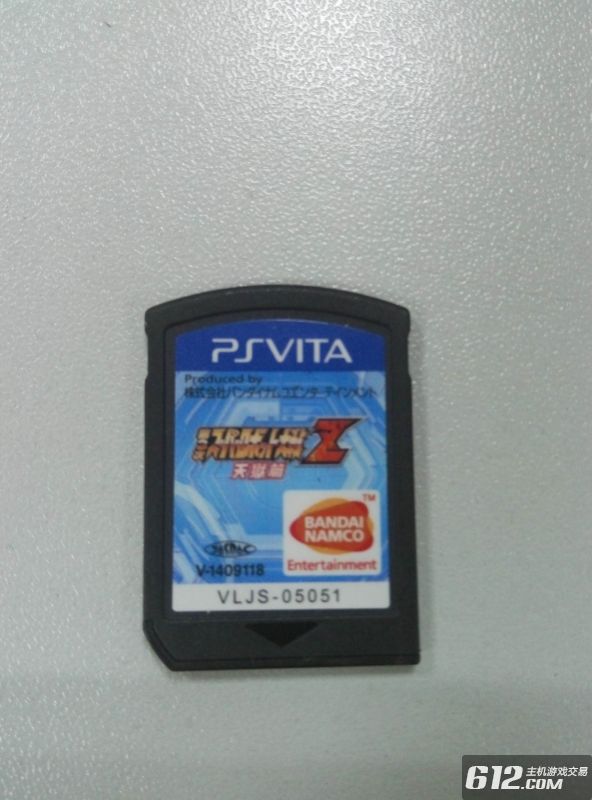 PSVITA
Produced by
株式会社バンダイナムコエンターテインメント
Z
天獄篇
TM
BANDAI
NAMCO
Entertainment
V-1409118
VLJS-05051
612.COM
主机游戏交易